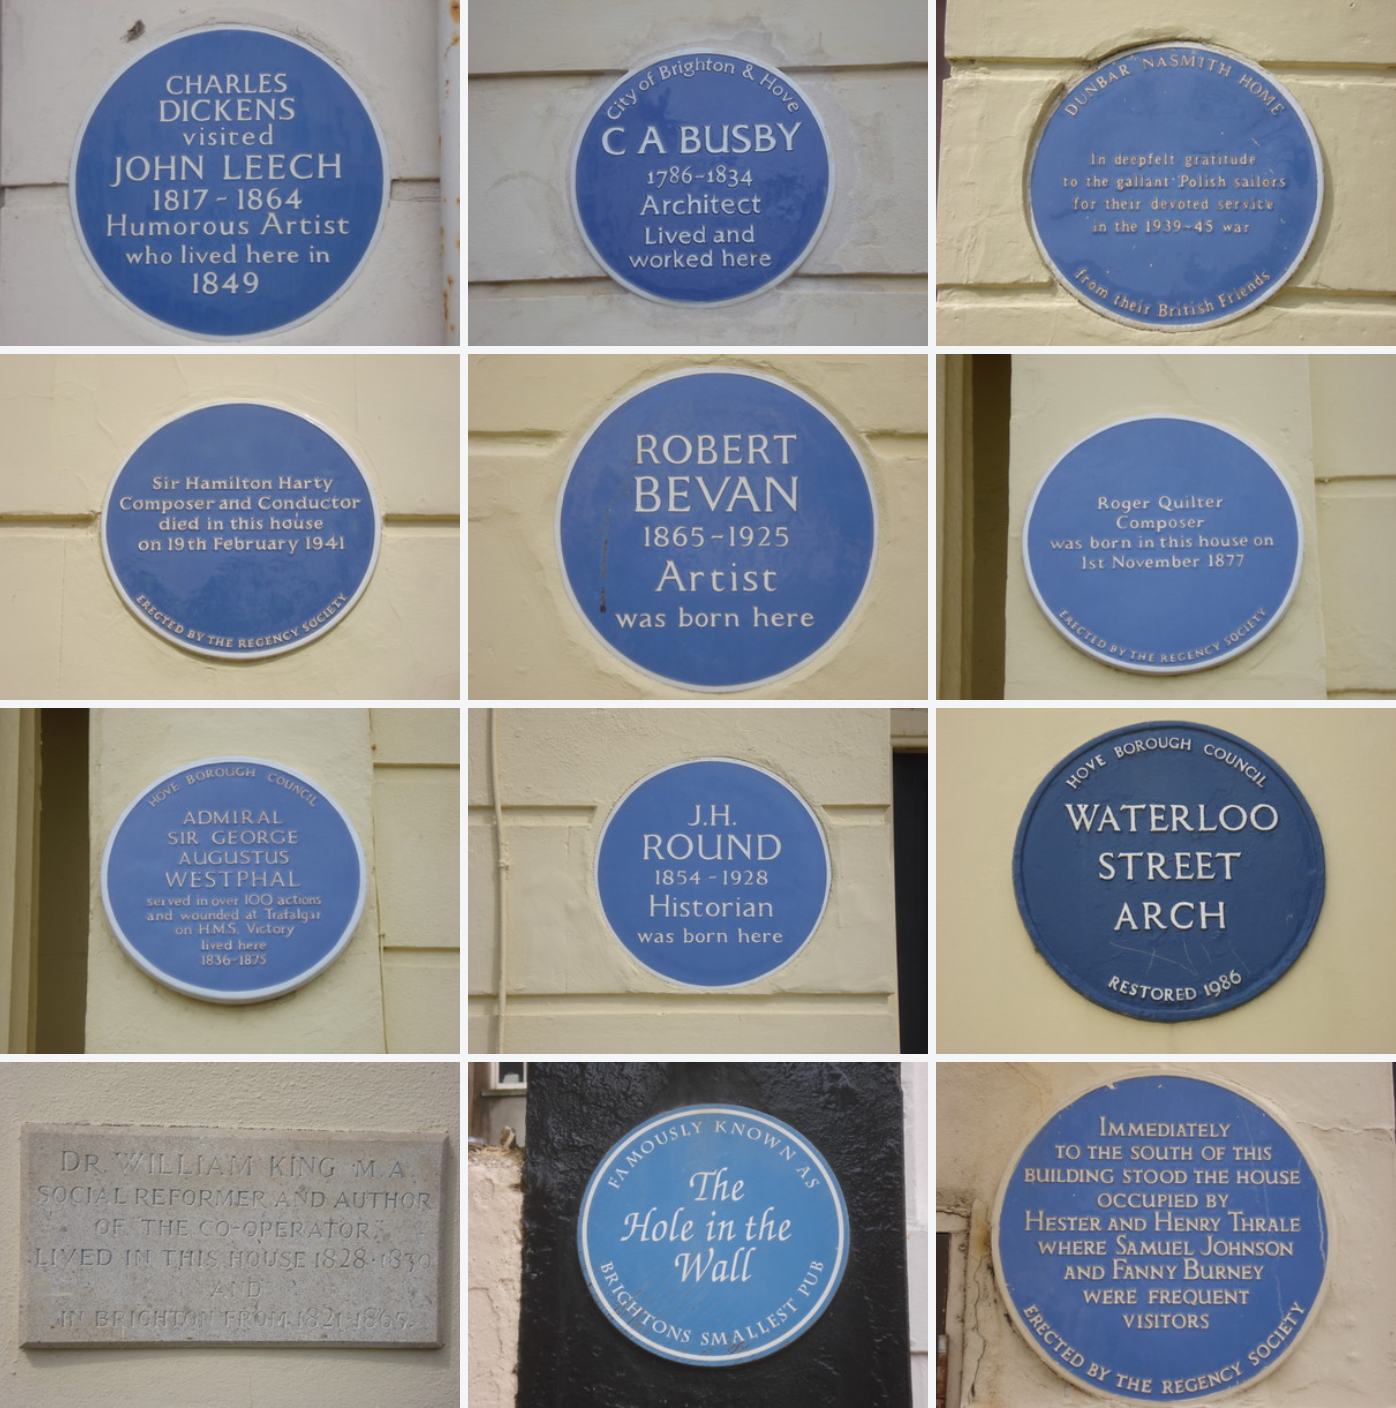 CHARLES
DICKENS
visited
JOHN LEECH
1817 - 1864
Humorous Artist
who lived here in
1849
City of Brighton & Hove
C A BUSBY
1786-1834
Architect
Lived and
worked here
DUNBAR NASMITH HOME
In deepfelt gratitude
to the gallant Polish sailors
for their devoted service
in the 1939-45 war
from their British Friends
Sir Hamilton Harty
Composer and Conductor
died in this house
on 19th February 1941
ERECTED BY THE REGENCY SOCIETY
ROBERT
BEVAN
1865-1925
Artist
was born here
Roger Quilter
Composer
was born in this house on
1st November 1877
ERECTED BY THE REGENCY SOCIETY
HOVE BOROUGH COUNCIL
ADMIRAL
SIR GEORGE
AUGUSTUS
WESTPHAL
served in over 100 actions
and wounded at Trafalgar
on H.M.S. Victory
lived here
1836-1875
J.H.
ROUND
1854-1928
Historian
was born here
HOVE BOROUGH COUNCIL
WATERLOO
STREET
ARCH
RESTORED 1986
DR. WILLIAM KING M.A.
SOCIAL REFORMER AND AUTHOR
OF "THE CO-OPERATOR"
LIVED IN THIS HOUSE 1828-1830
AND
IN BRIGHTON FROM 1821-1865.
FAMOUSLY KNOWN AS
The
Hole in the
Wall
BRIGHTONS SMALLEST PUB
IMMEDIATELY
TO THE SOUTH OF THIS
BUILDING STOOD THE HOUSE
OCCUPIED BY
HESTER AND HENRY THRALE
WHERE SAMUEL JOHNSON
AND FANNY BURNEY
WERE FREQUENT
VISITORS
ERECTED BY THE REGENCY SOCIETY